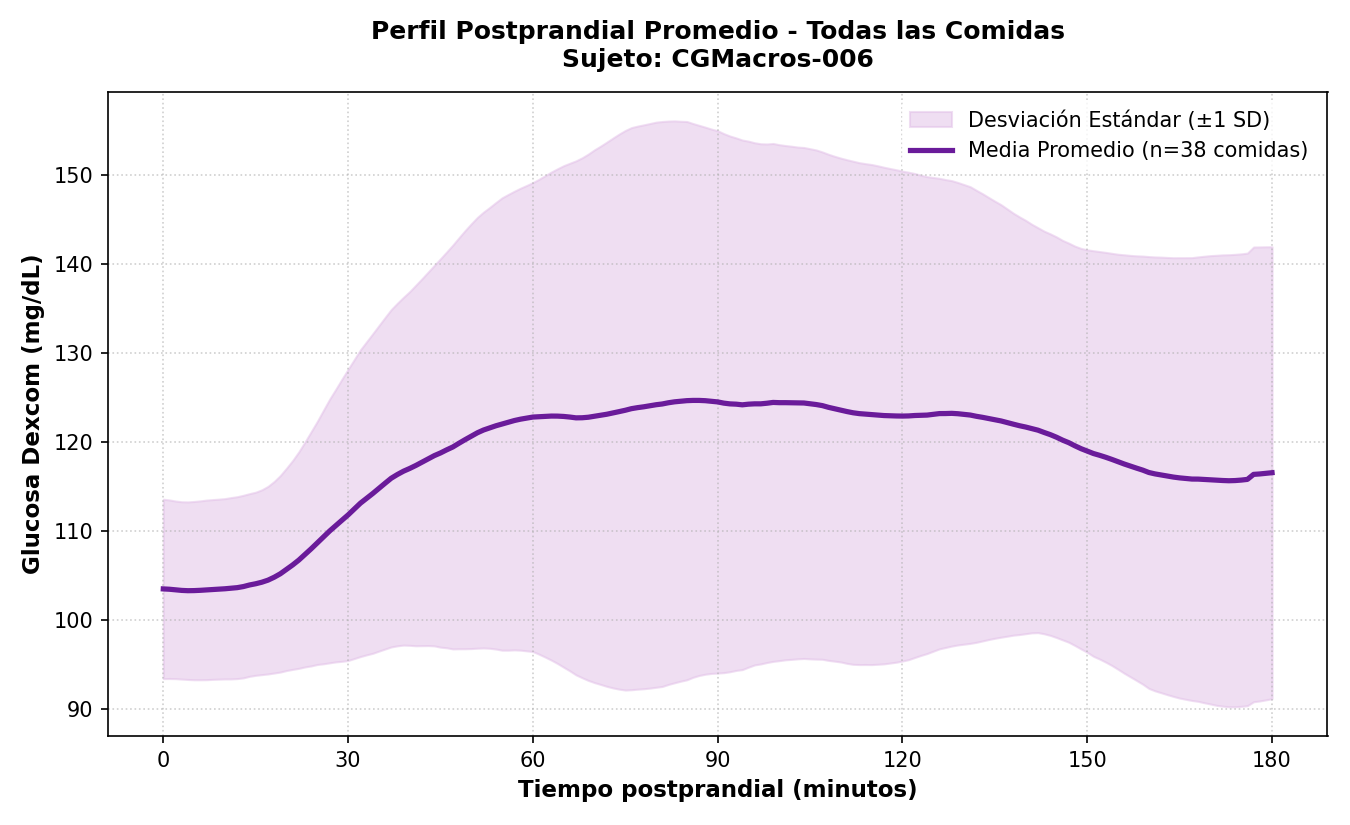 Perfil Postprandial Promedio - Todas las Comidas
Sujeto: CGMacros-006
Desviación Estándar (±1 SD)
Media Promedio (n=38 comidas)
Glucosa Dexcom (mg/dL)
150
140
130
120
110
100
90
0 30 60 90 120 150 180
Tiempo postprandial (minutos)